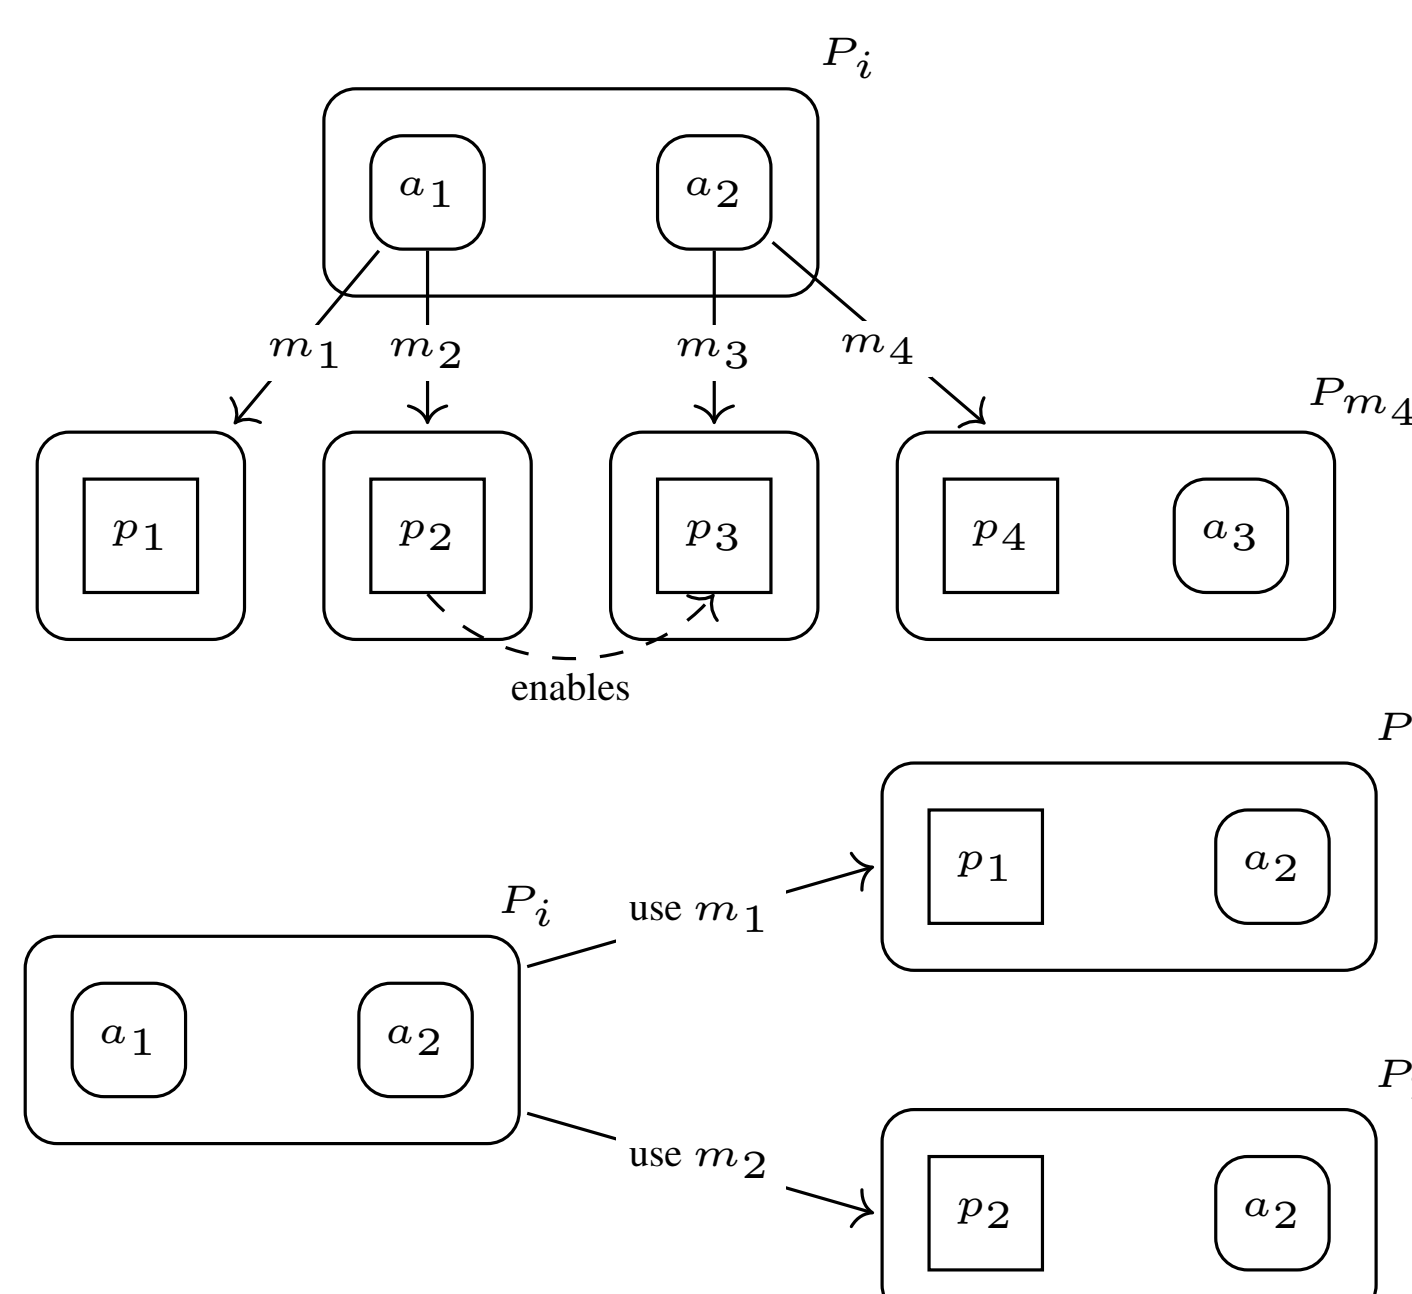 P_i
a_1 a_2
m_1 m_2 m_3 m_4
P_{m_4}
p_1 p_2 p_3 p_4 a_3
enables
P
p_1 a_2
use m_1
P_i
a_1 a_2
P
use m_2
p_2 a_2